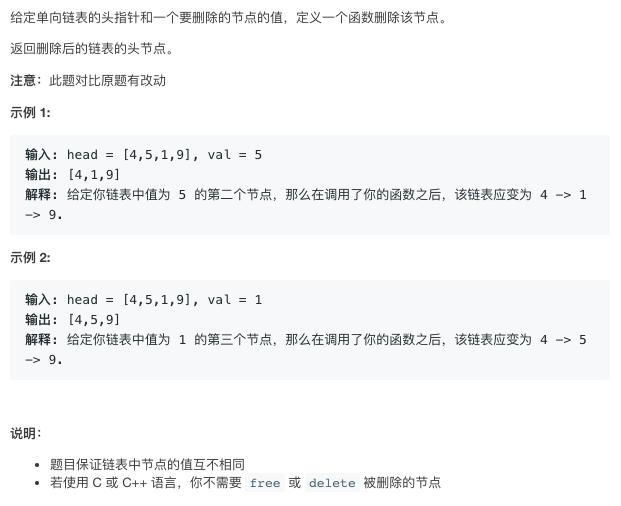 给定单向链表的头指针和一个要删除的节点的值，定义一个函数删除该节点。
返回删除后的链表的头节点。
注意：此题对比原题有改动
示例 1:
输入: head = [4,5,1,9], val = 5
输出: [4,1,9]
解释: 给定你链表中值为 5 的第二个节点，那么在调用了你的函数之后，该链表应变为 4 -> 1
-> 9.
示例 2:
输入: head = [4,5,1,9], val = 1
输出: [4,5,9]
解释: 给定你链表中值为 1 的第三个节点，那么在调用了你的函数之后，该链表应变为 4 -> 5
-> 9.
说明：
• 题目保证链表中节点的值互不相同
• 若使用 C 或 C++ 语言，你不需要 free 或 delete 被删除的节点